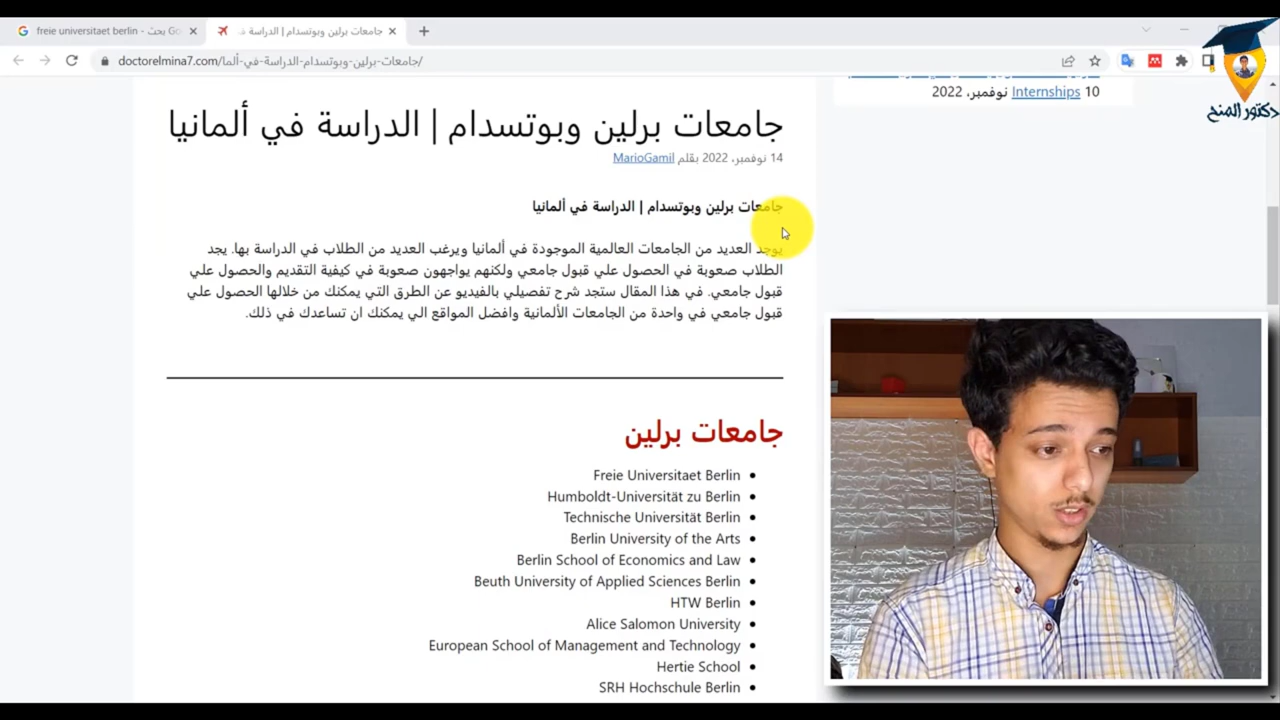 freie universitaet berlin - بحث Go
جامعات برلين وبوتسدام | الدراسة ف
doctorelmina7.com/جامعات-برلين-وبوتسدام-الدراسة-في-ألما/
دكتور المنح
10 Internships نوفمبر، 2022
جامعات برلين وبوتسدام | الدراسة في ألمانيا
14 نوفمبر، 2022 بقلم MarioGamil
جامعات برلين وبوتسدام | الدراسة في ألمانيا
يوجد العديد من الجامعات العالمية الموجودة في ألمانيا ويرغب العديد من الطلاب في الدراسة بها. يجد
الطلاب صعوبة في الحصول علي قبول جامعي ولكنهم يواجهون صعوبة في كيفية التقديم والحصول علي
قبول جامعي. في هذا المقال ستجد شرح تفصيلي بالفيديو عن الطرق التي يمكنك من خلالها الحصول علي
قبول جامعي في واحدة من الجامعات الألمانية وافضل المواقع الي يمكنك ان تساعدك في ذلك.
جامعات برلين
Freie Universitaet Berlin
Humboldt-Universität zu Berlin
Technische Universität Berlin
Berlin University of the Arts
Berlin School of Economics and Law
Beuth University of Applied Sciences Berlin
HTW Berlin
Alice Salomon University
European School of Management and Technology
Hertie School
SRH Hochschule Berlin